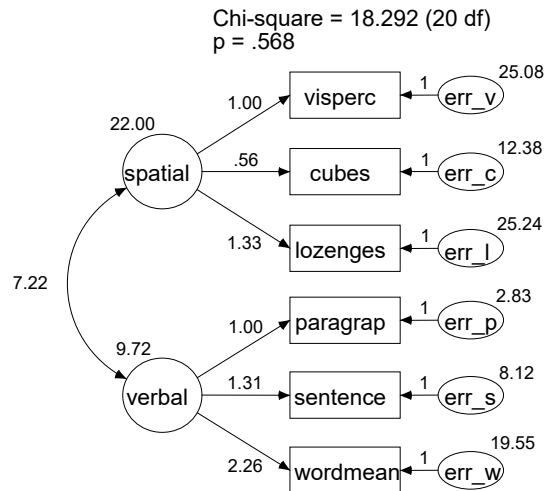 Chi-square = 18.292 (20 df)
p = .568
25.08
1.00
visperc
1
err_v
22.00
12.38
spatial
.56
cubes
1
err_c
25.24
1.33
lozenges
1
err_l
7.22
2.83
1.00
paragrap
1
err_p
9.72
8.12
verbal
1.31
sentence
1
err_s
19.55
2.26
wordmean
1
err_w